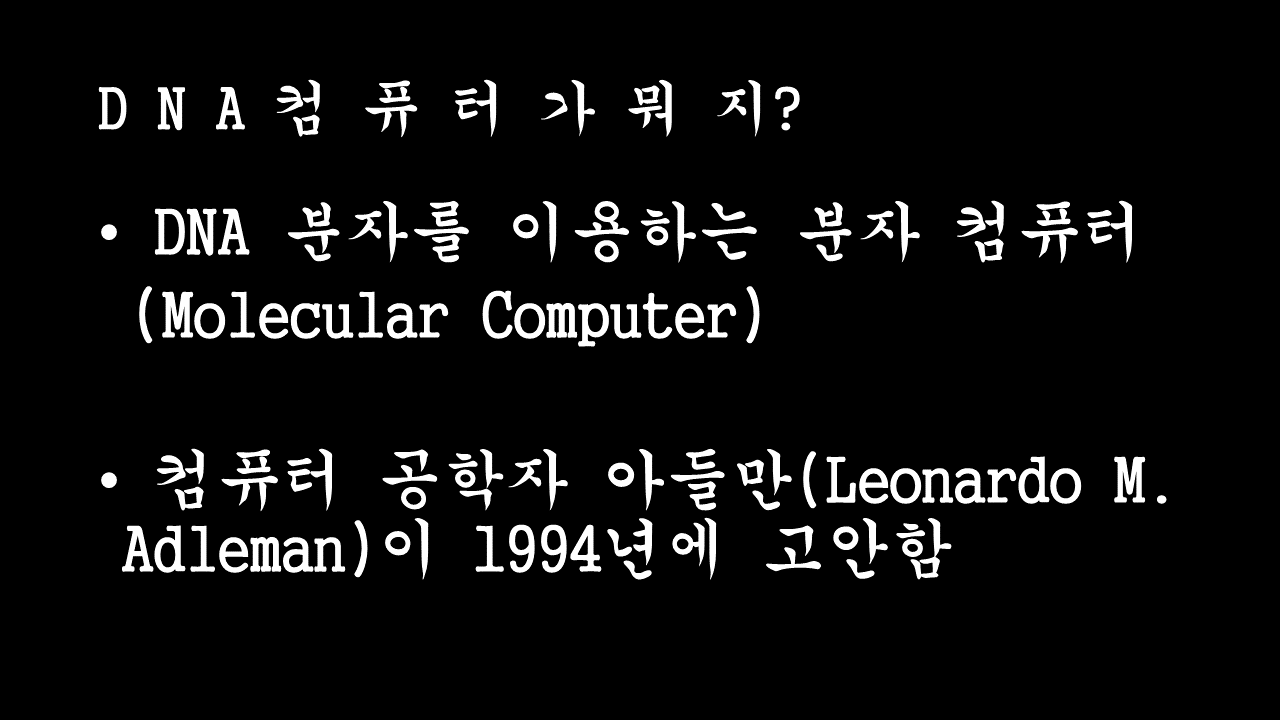 D N A 컴 퓨 터 가 뭐 지?
• DNA 분자를 이용하는 분자 컴퓨터
(Molecular Computer)
• 컴퓨터 공학자 아들만(Leonardo M.
Adleman)이 1994년에 고안함